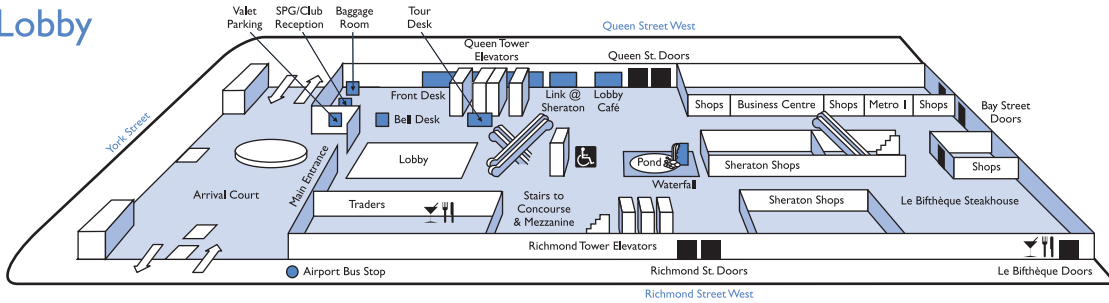 Lobby
Valet
Parking
SPG/Club
Reception
Baggage
Room
Tour
Desk
Queen Street West
Queen Tower
Elevators
Queen St. Doors
Front Desk
Link @
Sheraton
Lobby
Café
Shops
Business Centre
Shops
Metro I
Shops
Bay Street
Doors
Bell Desk
York Street
Lobby
Pond
Waterfall
Sheraton Shops
Shops
Main Entrance
Arrival Court
Traders
Stairs to
Concourse
& Mezzanine
Sheraton Shops
Le Bifthèque Steakhouse
Richmond Tower Elevators
Airport Bus Stop
Richmond St. Doors
Le Bifthèque Doors
Richmond Street West